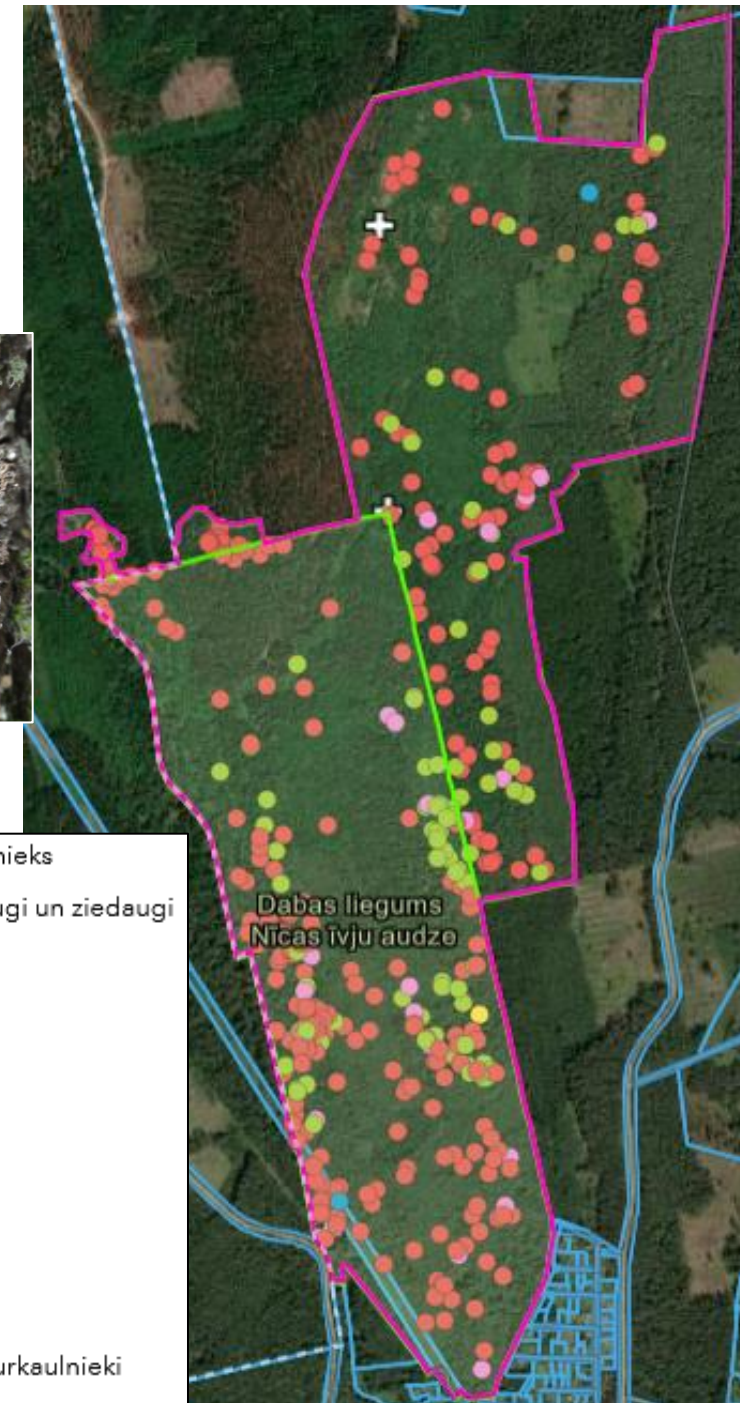 nieks
ugi un ziedaugi
Dabas liegums
Nīcas īvju audze
urkaulnieki